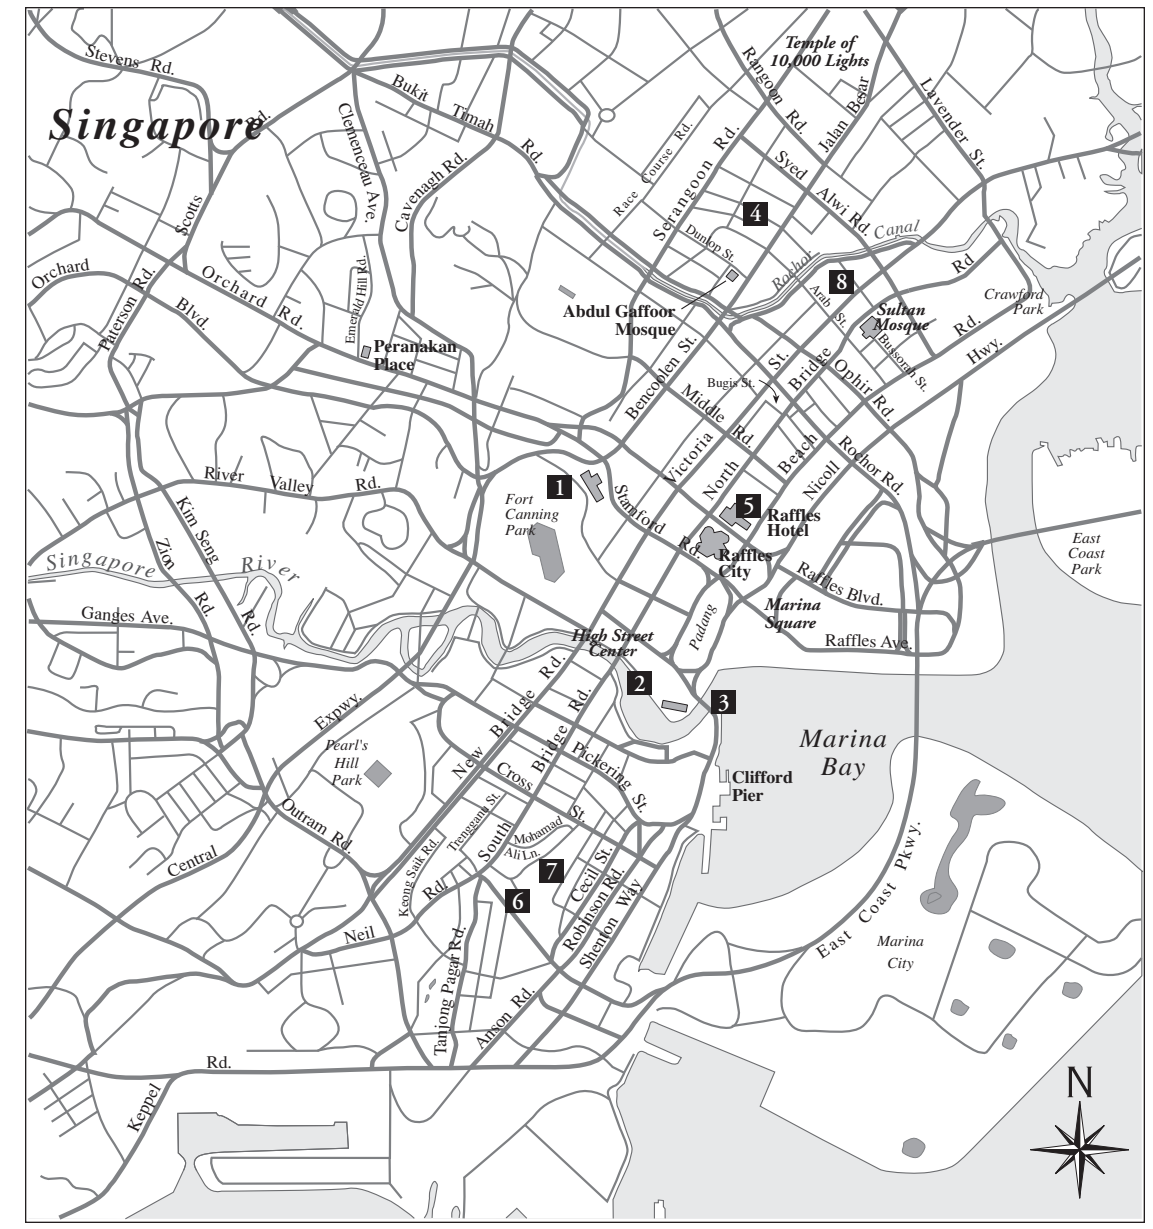 Singapore
Stevens Rd.
Rd.
Scotts
Bukit Timah Rd.
Clemenceau Ave.
Cavenagh Rd.
Temple of
10,000 Lights
Rangoon Rd.
Jalan Besar
Lavender St.
Race Course Rd.
Serangoon Rd.
Syed Alwi Rd.
4
Dunlop St.
Rochor Canal
8
Arab St.
Sultan
Mosque
Bussorah St.
Rd
Crawford
Park
Rd.
Hwy.
Orchard
Blvd.
Paterson Rd.
Orchard Rd.
Emerald Hill Rd.
Peranakan
Place
Abdul Gaffoor
Mosque
Bencoolen St.
Bugis St.
Victoria St.
North Bridge
Ophir Rd.
Middle Rd.
Beach
Nicoll
Rochor Rd.
River Valley Rd.
1
Fort
Canning
Park
Stamford Rd.
5
Raffles
Hotel
Raffles
City
East
Coast
Park
Kim Seng Rd.
Zion Rd.
Singapore River
Ganges Ave.
Raffles Blvd.
Marina
Square
Raffles Ave.
Padang
High Street
Center
2
3
Expwy.
Pearl's
Hill
Park
New Bridge Rd.
South Bridge Rd.
Pickering St.
Cross St.
Marina
Bay
Clifford
Pier
Outram Rd.
Central
Trengganu St.
Keong Saik Rd.
Mohamad
Ali Ln.
7
6
Cecil St.
Robinson Rd.
Shenton Way
Neil Rd.
Tanjong Pagar Rd.
Anson Rd.
East Coast Pkwy.
Marina
City
Keppel Rd.
N